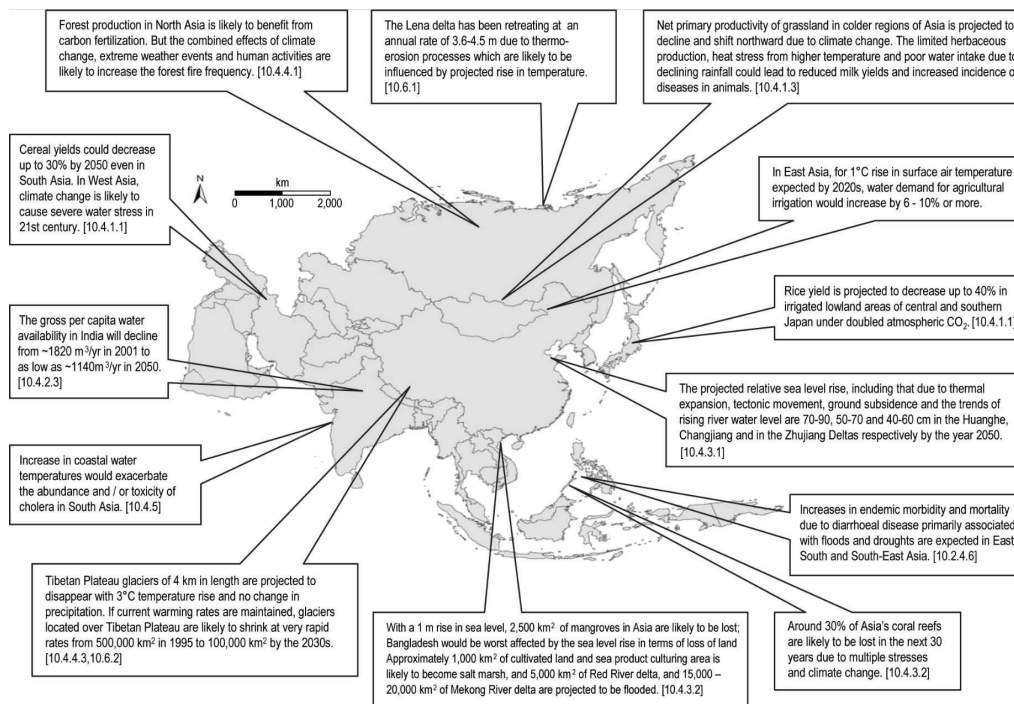 Forest production in North Asia is likely to benefit from
carbon fertilization. But the combined effects of climate
change, extreme weather events and human activities are
likely to increase the forest fire frequency. [10.4.4.1]
The Lena delta has been retreating at an
annual rate of 3.6-4.5 m due to thermo-
erosion processes which are likely to be
influenced by projected rise in temperature.
[10.6.1]
Net primary productivity of grassland in colder regions of Asia is projected to
decline and shift northward due to climate change. The limited herbaceous
production, heat stress from higher temperature and poor water intake due to
declining rainfall could lead to reduced milk yields and increased incidence o
diseases in animals. [10.4.1.3]
Cereal yields could decrease
up to 30% by 2050 even in
South Asia. In West Asia,
climate change is likely to
cause severe water stress in
21st century. [10.4.1.1]
N
km
0 1,000 2,000
In East Asia, for 1°C rise in surface air temperature
expected by 2020s, water demand for agricultural
irrigation would increase by 6 - 10% or more.
The gross per capita water
availability in India will decline
from ~1820 m³/yr in 2001 to
as low as ~1140m³/yr in 2050.
[10.4.2.3]
Rice yield is projected to decrease up to 40% in
irrigated lowland areas of central and southern
Japan under doubled atmospheric CO₂. [10.4.1.1]
The projected relative sea level rise, including that due to thermal
expansion, tectonic movement, ground subsidence and the trends of
rising river water level are 70-90, 50-70 and 40-60 cm in the Huanghe,
Changjiang and in the Zhujiang Deltas respectively by the year 2050.
[10.4.3.1]
Increase in coastal water
temperatures would exacerbate
the abundance and / or toxicity of
cholera in South Asia. [10.4.5]
Increases in endemic morbidity and mortality
due to diarrhoeal disease primarily associated
with floods and droughts are expected in East
South and South-East Asia. [10.2.4.6]
Tibetan Plateau glaciers of 4 km in length are projected to
disappear with 3°C temperature rise and no change in
precipitation. If current warming rates are maintained, glaciers
located over Tibetan Plateau are likely to shrink at very rapid
rates from 500,000 km² in 1995 to 100,000 km² by the 2030s.
[10.4.4.3,10.6.2]
With a 1 m rise in sea level, 2,500 km² of mangroves in Asia are likely to be lost;
Bangladesh would be worst affected by the sea level rise in terms of loss of land
Approximately 1,000 km² of cultivated land and sea product culturing area is
likely to become salt marsh, and 5,000 km² of Red River delta, and 15,000 –
20,000 km² of Mekong River delta are projected to be flooded. [10.4.3.2]
Around 30% of Asia's coral reefs
are likely to be lost in the next 30
years due to multiple stresses
and climate change. [10.4.3.2]